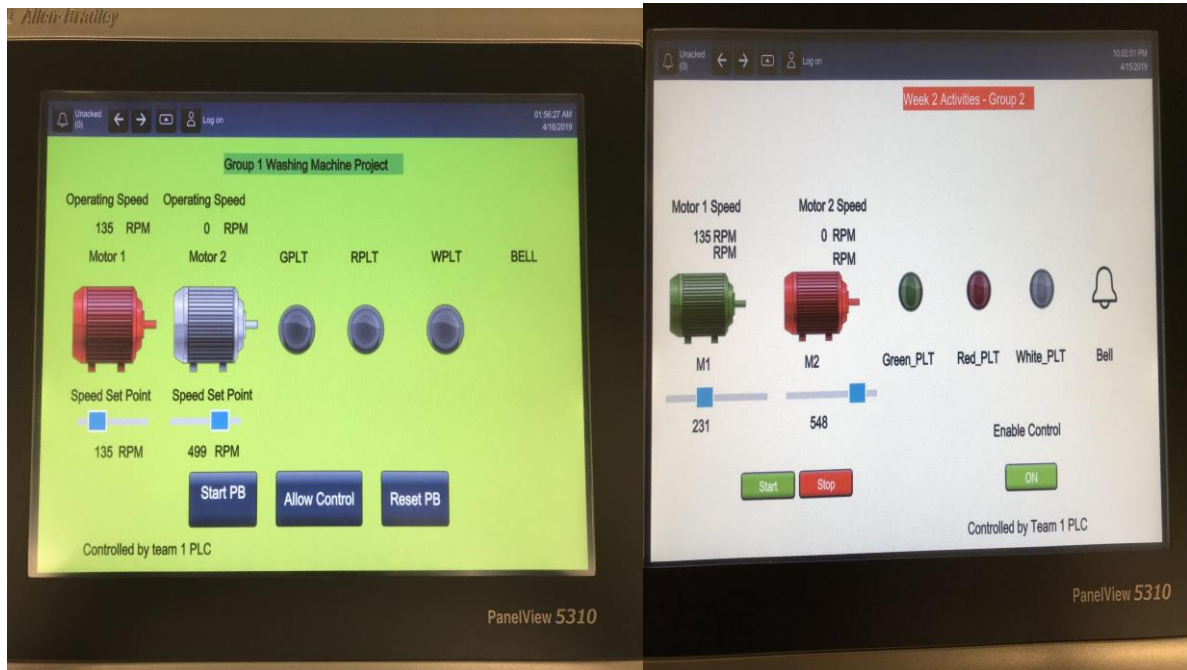 Allen-Bradley
Unacked
(0)
Log on
01:56:27 AM
4/16/2019
Group 1 Washing Machine Project
Operating Speed Operating Speed
135 RPM 0 RPM
Motor 1 Motor 2 GPLT RPLT WPLT BELL
Speed Set Point Speed Set Point
135 RPM 499 RPM
Start PB Allow Control Reset PB
Controlled by team 1 PLC
PanelView 5310
Unacked
(0)
Log on
10:02:01 PM
4/15/2019
Week 2 Activities - Group 2
Motor 1 Speed Motor 2 Speed
135 RPM 0 RPM
RPM RPM
M1 M2 Green_PLT Red_PLT White_PLT Bell
231 548
Enable Control
Start Stop ON
Controlled by Team 1 PLC
PanelView 5310